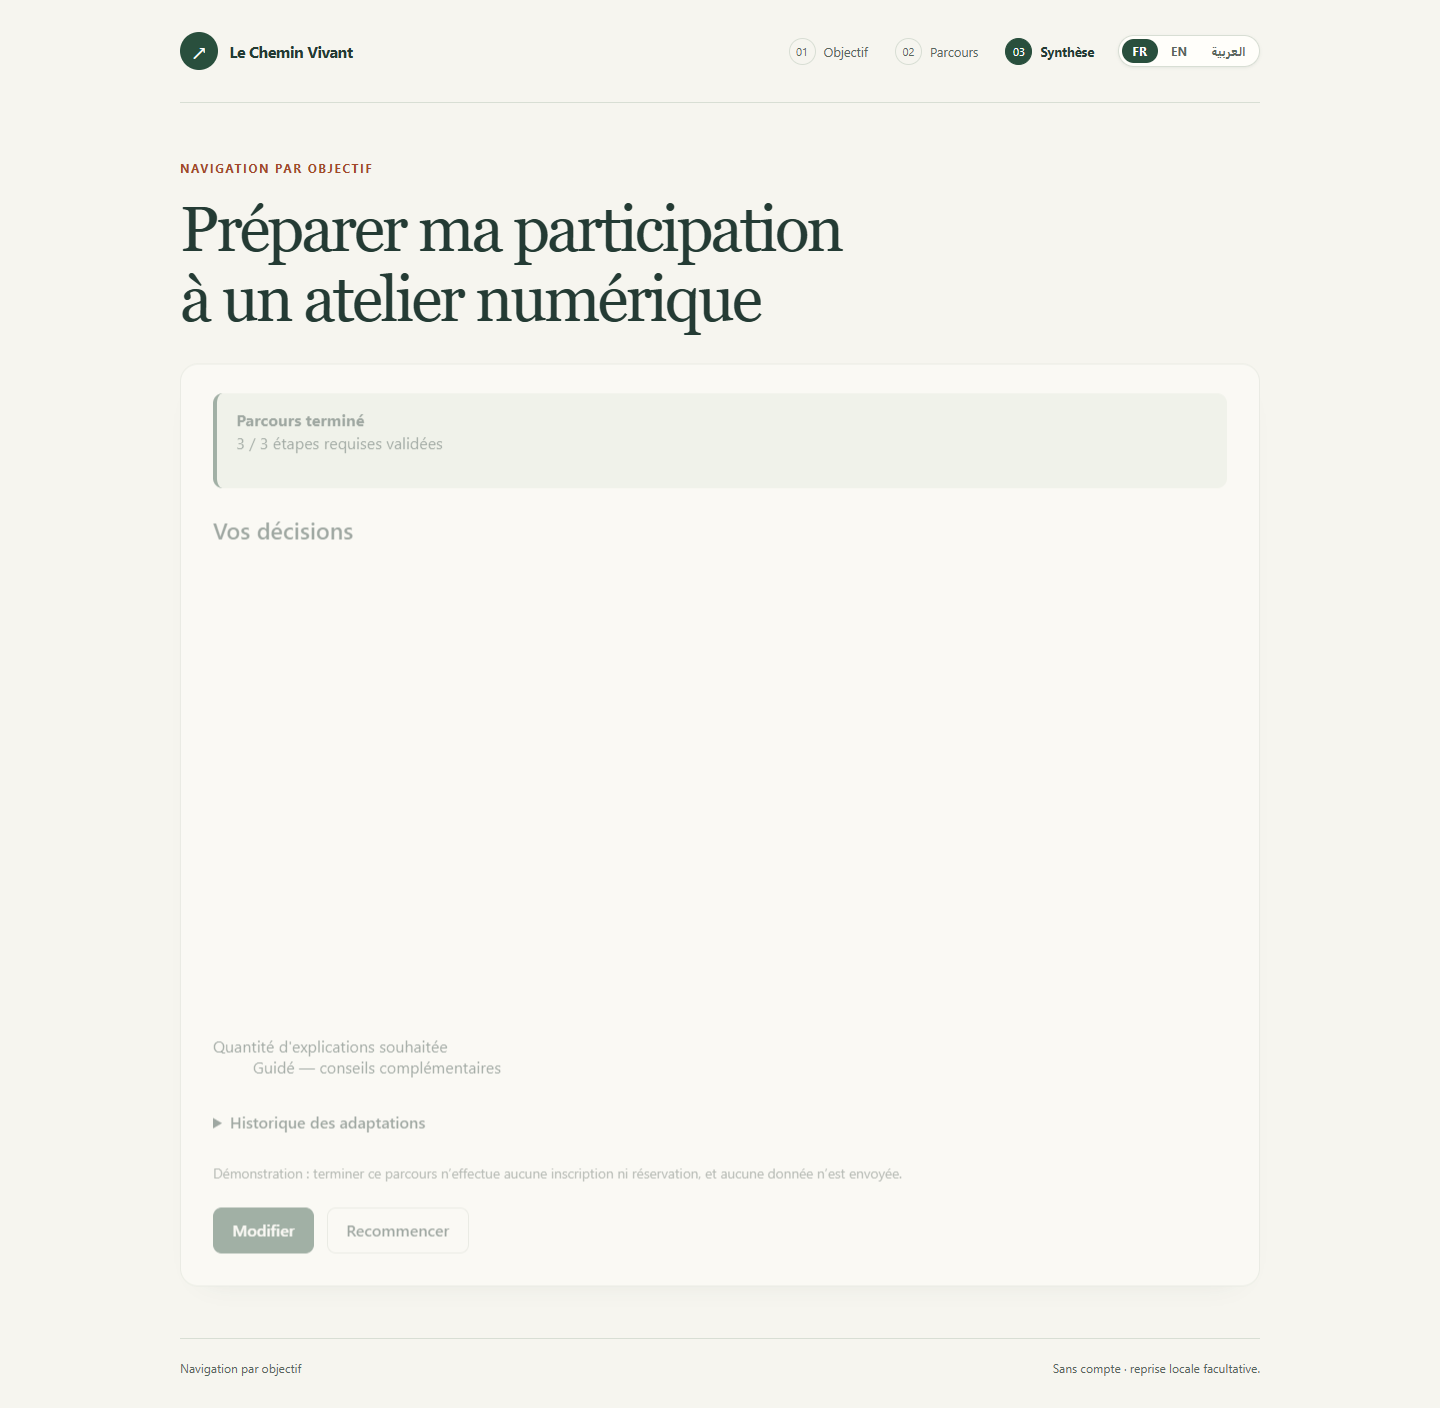 Le Chemin Vivant
01 Objectif
02 Parcours
03 Synthèse
FR EN العربية
NAVIGATION PAR OBJECTIF
Préparer ma participation
à un atelier numérique
Parcours terminé
3 / 3 étapes requises validées
Vos décisions
Quantité d'explications souhaitée
Guidé — conseils complémentaires
Historique des adaptations
Démonstration : terminer ce parcours n'effectue aucune inscription ni réservation, et aucune donnée n'est envoyée.
Modifier
Recommencer
Navigation par objectif
Sans compte · reprise locale facultative.